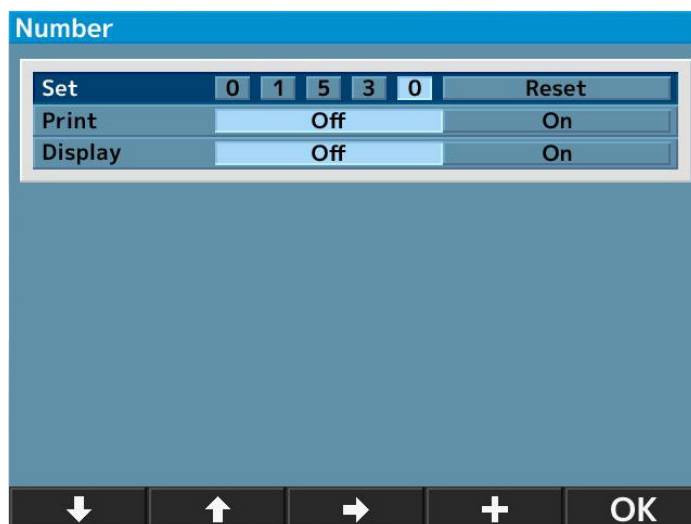 Number
Set 0 1 5 3 0 Reset
Print Off On
Display Off On
OK